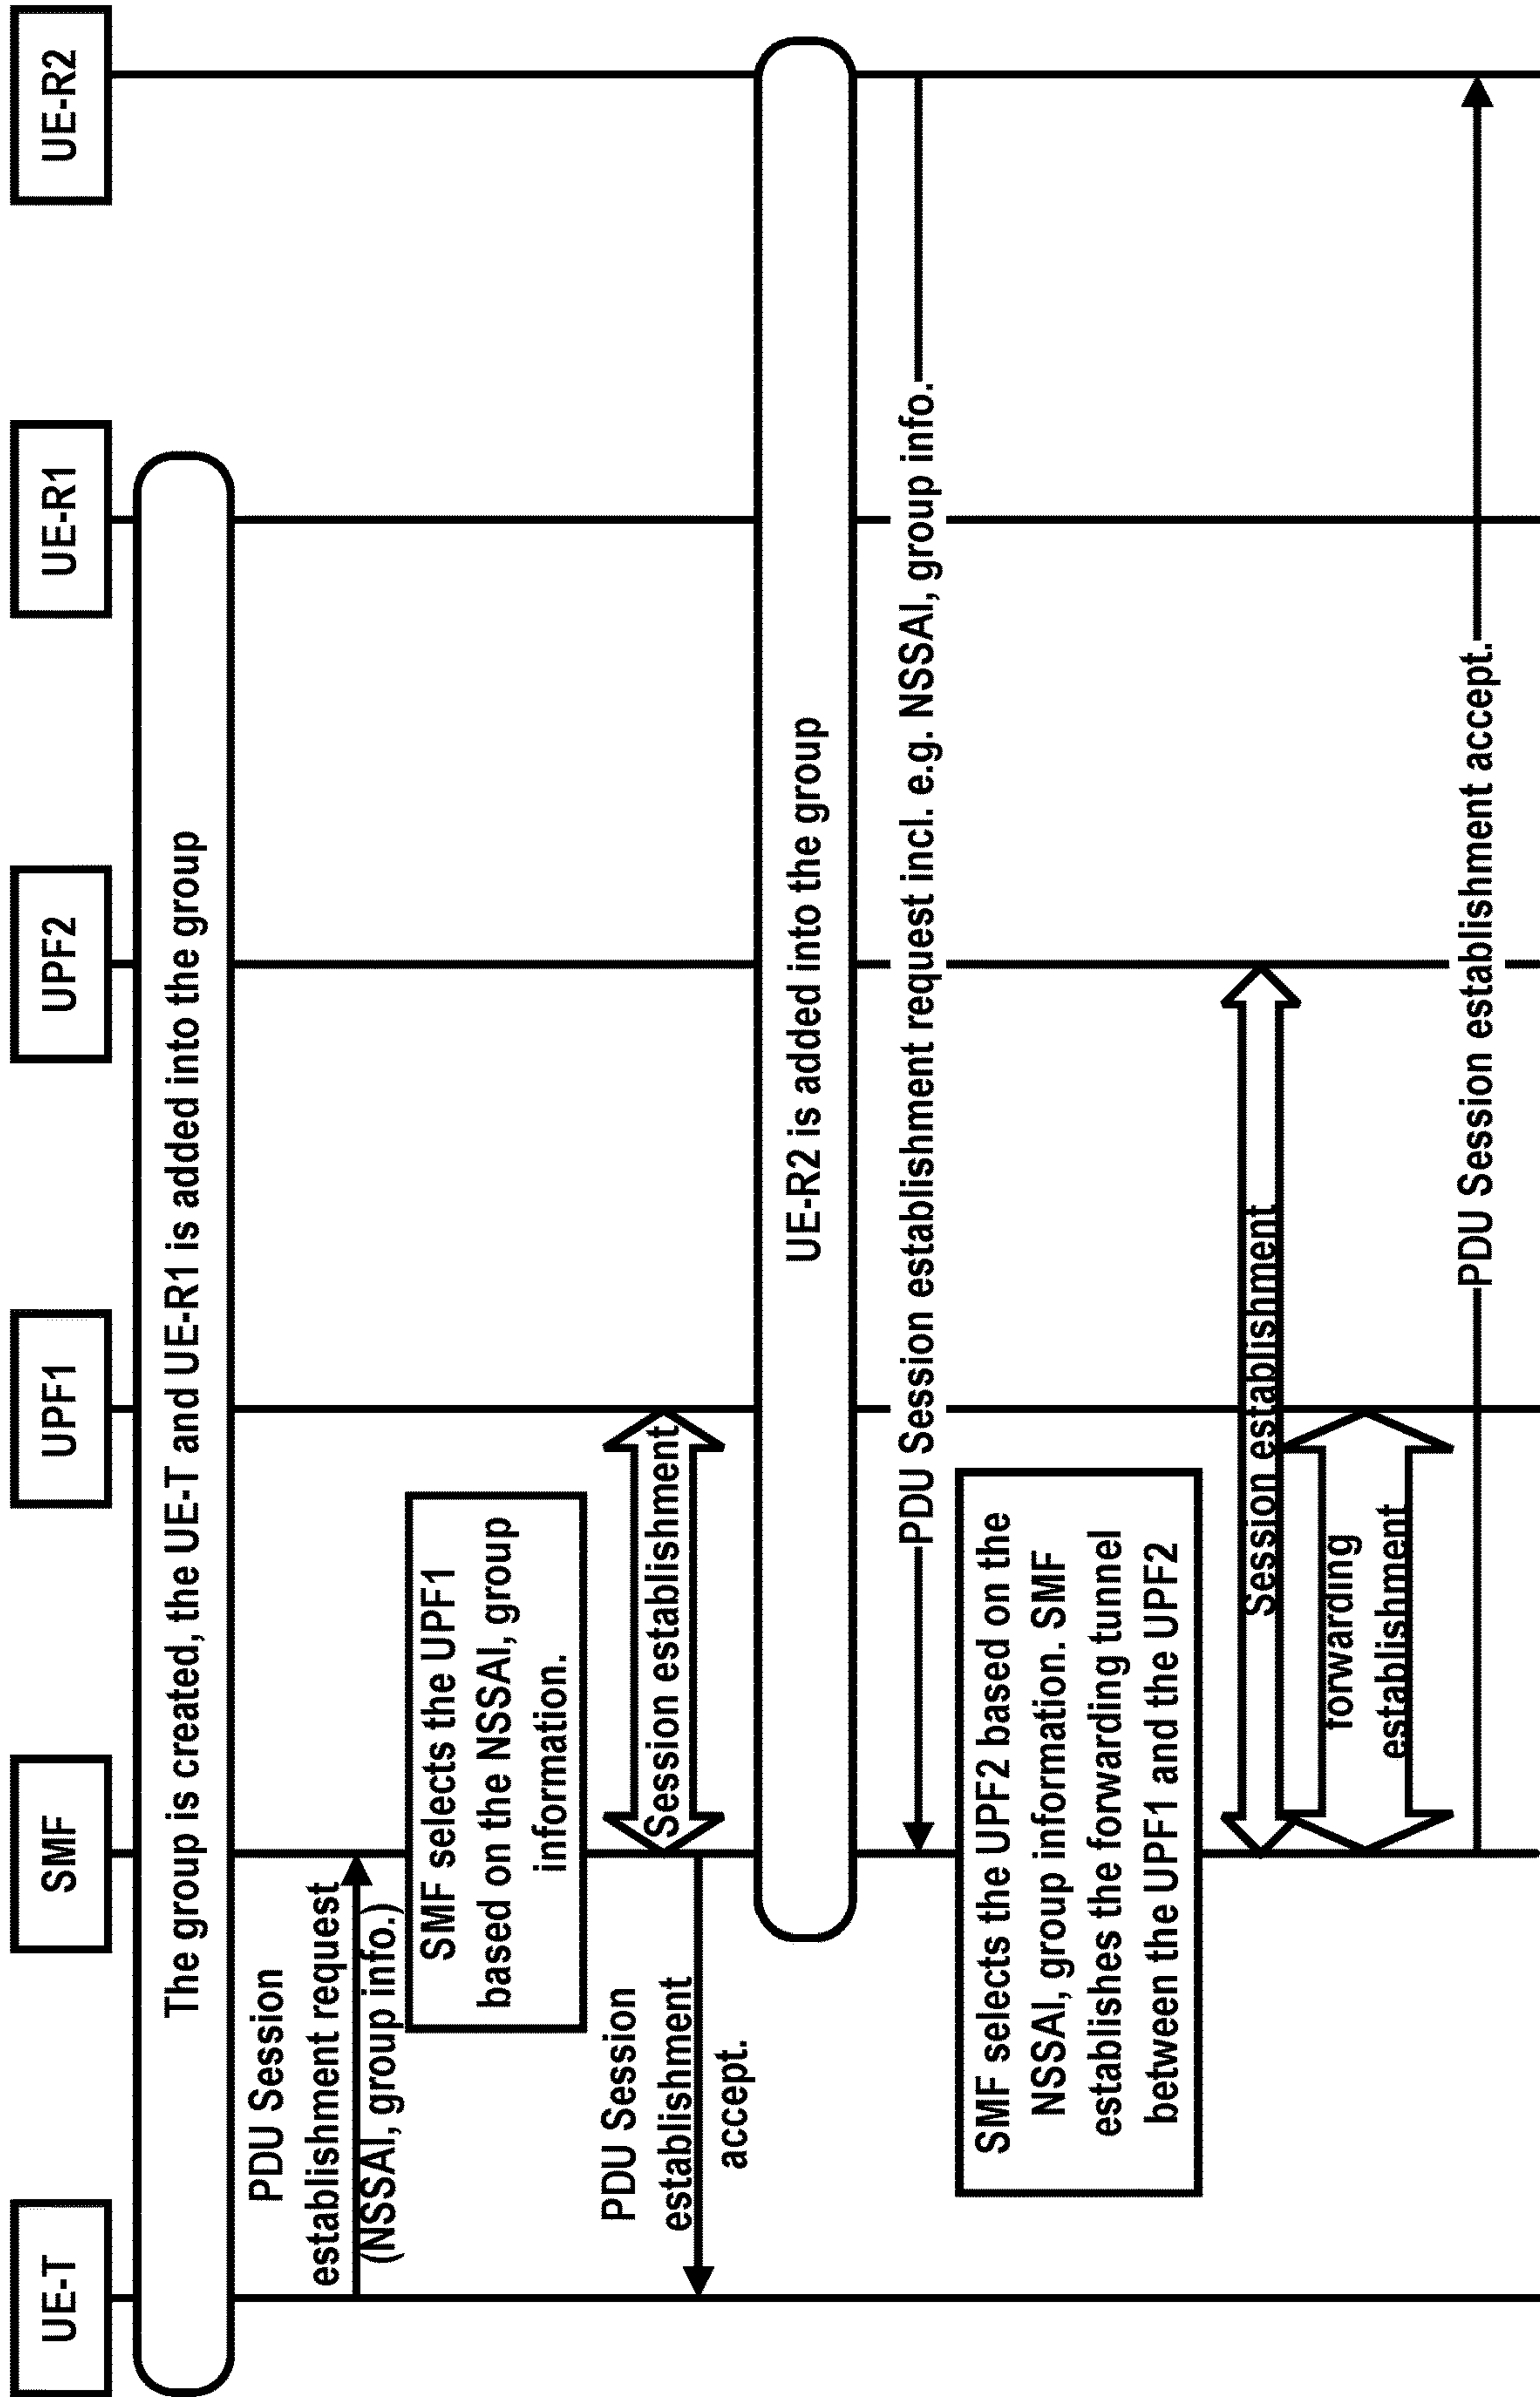 UE-T
SMF
UPF1
UPF2
UE-R1
UE-R2
The group is created, the UE-T and UE-R1 is added into the group
PDU Session
establishment request
(NSSAI, group info.)
SMF selects the UPF1
based on the NSSAI, group
information.
Session establishment
PDU Session
establishment
accept.
UE-R2 is added into the group
PDU Session establishment request incl. e.g. NSSAI, group info.
SMF selects the UPF2 based on the
NSSAI, group information. SMF
establishes the forwarding tunnel
between the UPF1 and the UPF2
Session establishment
forwarding
establishment
PDU Session establishment accept.